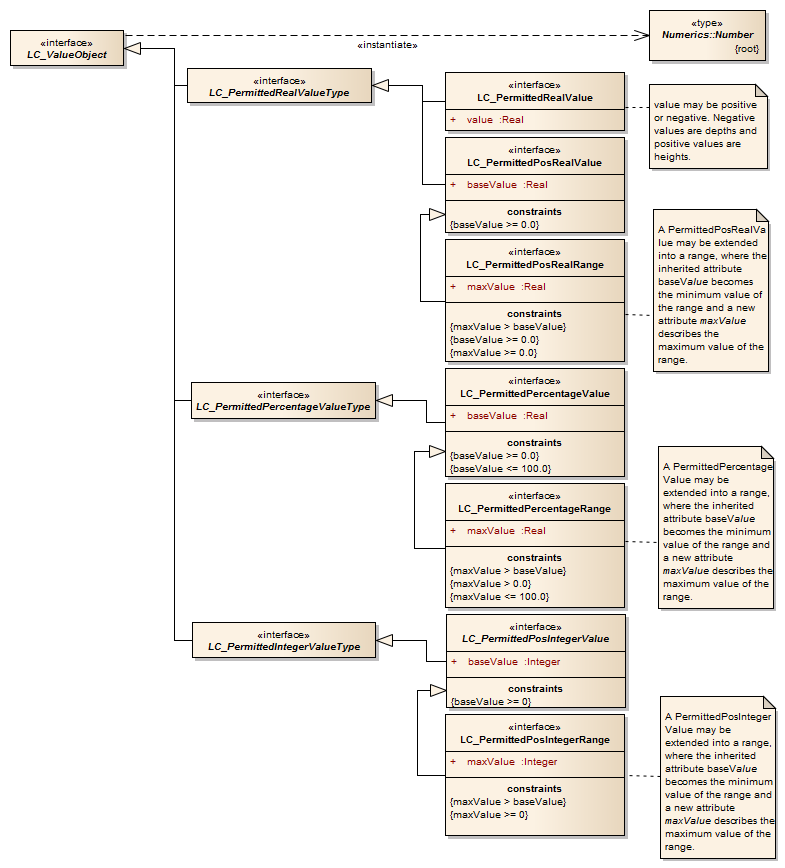 «interface»
LC_ValueObject
«instantiate»
«type»
Numerics::Number
{root}
«interface»
LC_PermittedRealValueType
«interface»
LC_PermittedRealValue
+ value :Real
value may be positive
or negative. Negative
values are depths and
positive values are
heights.
«interface»
LC_PermittedPosRealValue
+ baseValue :Real
constraints
{baseValue >= 0.0}
«interface»
LC_PermittedPosRealRange
+ maxValue :Real
constraints
{maxValue > baseValue}
{baseValue >= 0.0}
{maxValue >= 0.0}
A PermittedPosRealVa
lue may be extended
into a range, where the
inherited attribute
baseValue becomes
the minimum value of
the range and a new
attribute maxValue
describes the
maximum value of the
range.
«interface»
LC_PermittedPercentageValueType
«interface»
LC_PermittedPercentageValue
+ baseValue :Real
constraints
{baseValue >= 0.0}
{baseValue <= 100.0}
«interface»
LC_PermittedPercentageRange
+ maxValue :Real
constraints
{maxValue > baseValue}
{maxValue > 0.0}
{maxValue <= 100.0}
A PermittedPercentage
Value may be
extended into a range,
where the inherited
attribute baseValue
becomes the minimum
value of the range and
a new attribute
maxValue describes the
maximum value of the
range.
«interface»
LC_PermittedIntegerValueType
«interface»
LC_PermittedPosIntegerValue
+ baseValue :Integer
constraints
{baseValue >= 0}
«interface»
LC_PermittedPosIntegerRange
+ maxValue :Integer
constraints
{maxValue > baseValue}
{maxValue >= 0}
A PermittedPosInteger
Value may be
extended into a range,
where the inherited
attribute baseValue
becomes the minimum
value of the range and
a new attribute
maxValue describes the
maximum value of the
range.